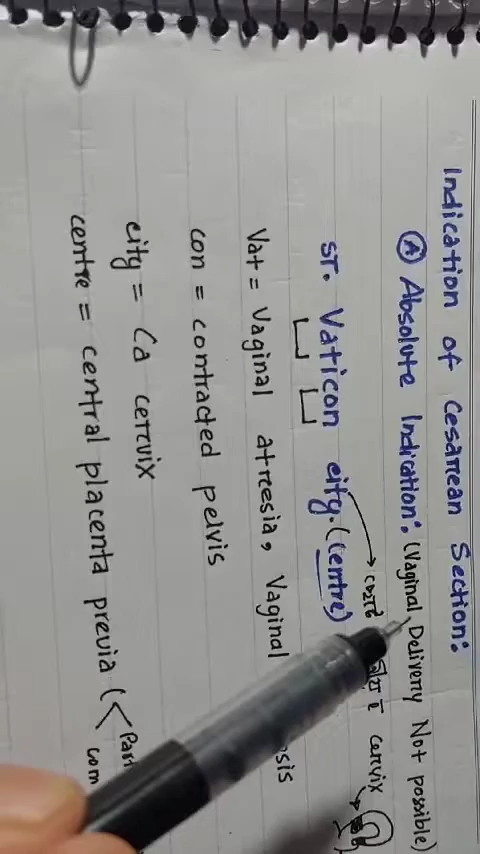 Indication of Cesarean Section:
Ⓐ Absolute Indication: (Vaginal Delivery Not possible)
ST. Vaticon city. (Centre) → cervix
Vat = Vaginal atresia, Vaginal
con = contracted pelvis
city = Ca cervix
centre = central placenta previa (<